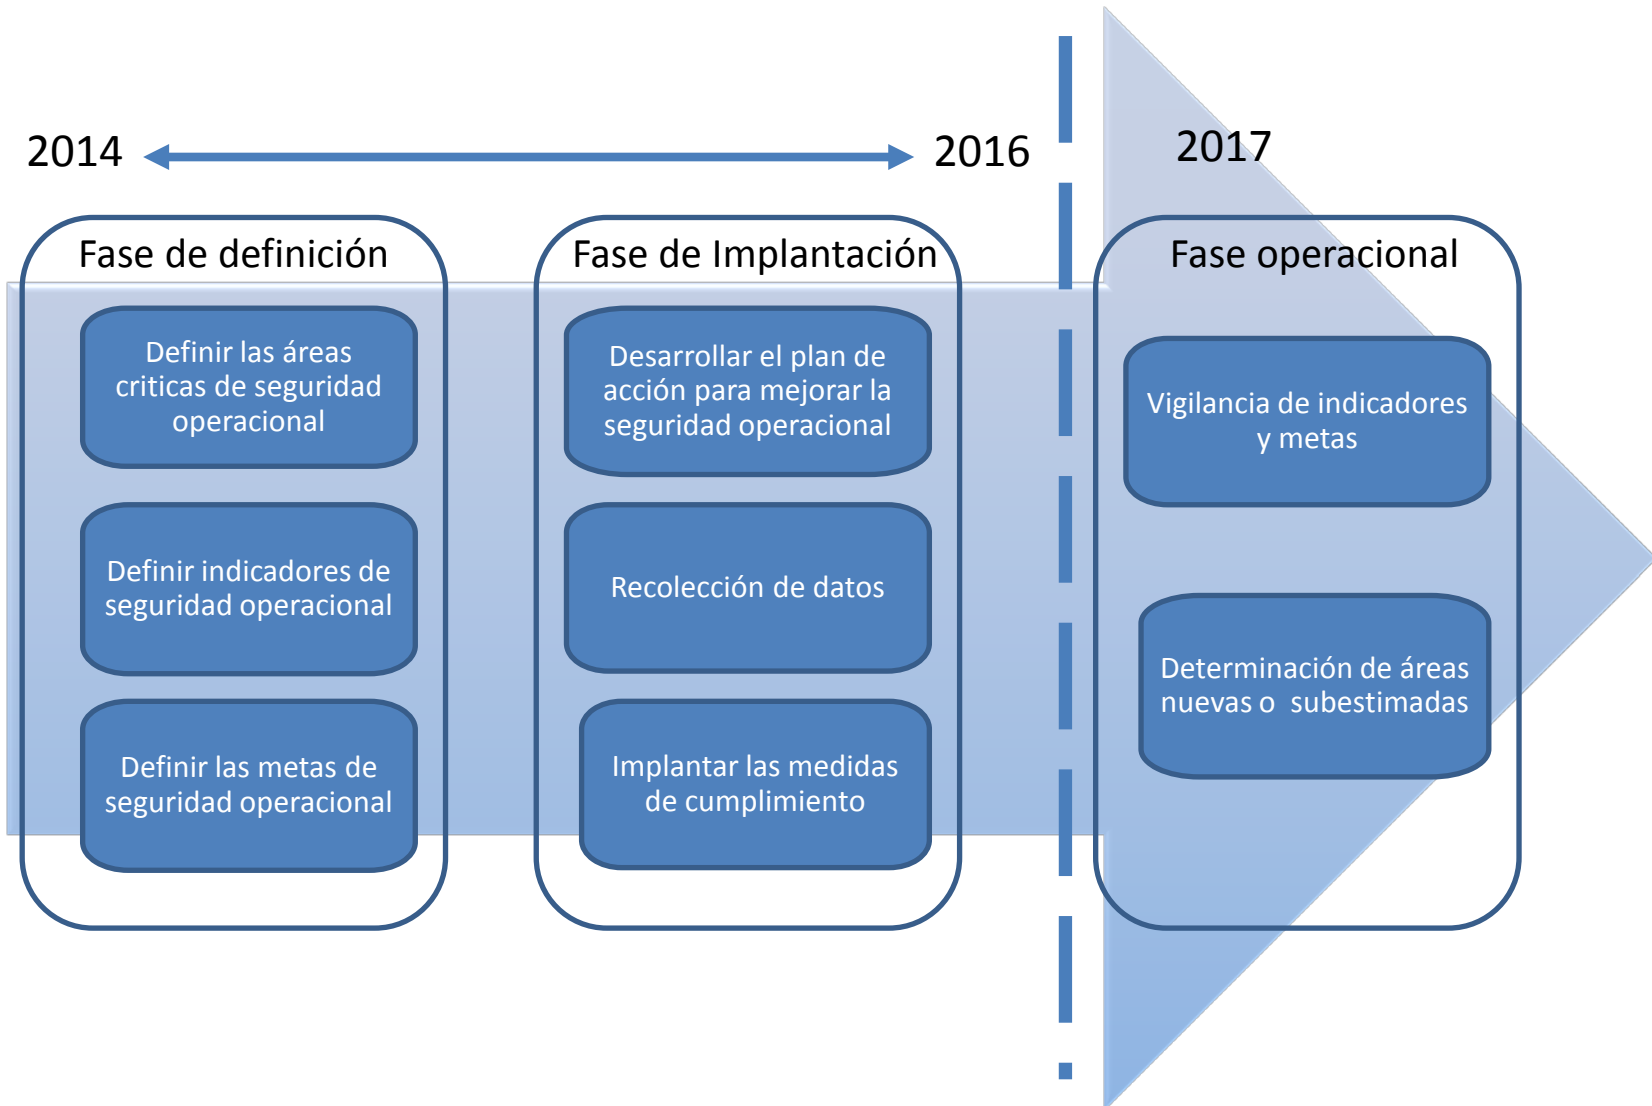 2014
2016
2017
Fase de definición
Definir las áreas
criticas de seguridad
operacional
Definir indicadores de
seguridad operacional
Definir las metas de
seguridad operacional
Fase de Implantación
Desarrollar el plan de
acción para mejorar la
seguridad operacional
Recolección de datos
Implantar las medidas
de cumplimiento
Fase operacional
Vigilancia de indicadores
y metas
Determinación de áreas
nuevas o  subestimadas